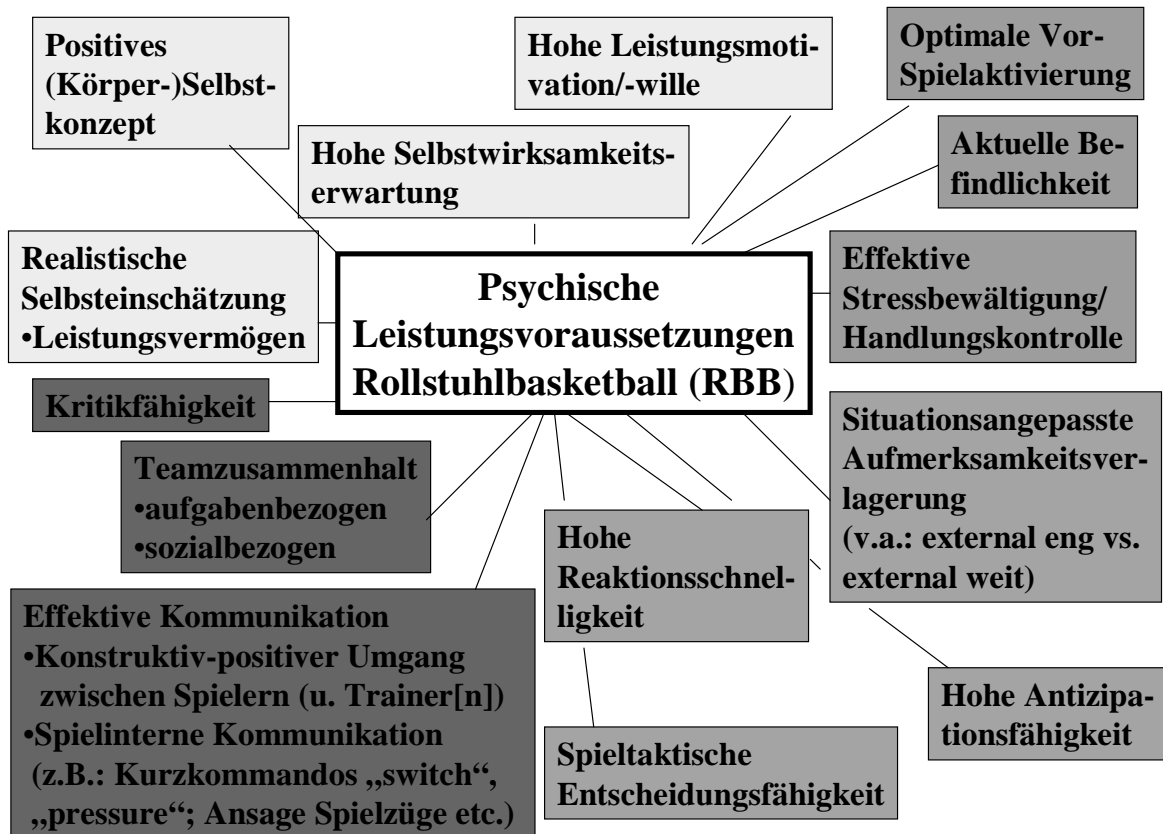 Positives
(Körper-)Selbst-
konzept
Hohe Leistungsmoti-
vation/-wille
Optimale Vor-
Spielaktivierung
Hohe Selbstwirksamkeits-
erwartung
Aktuelle Be-
findlichkeit
Realistische
Selbsteinschätzung
•Leistungsvermögen
Psychische
Leistungsvoraussetzungen
Rollstuhlbasketball (RBB)
Effektive
Stressbewältigung/
Handlungskontrolle
Kritikfähigkeit
Teamzusammenhalt
•aufgabenbezogen
•sozialbezogen
Situationsangepasste
Aufmerksamkeitsver-
lagerung
(v.a.: external eng vs.
external weit)
Hohe
Reaktionsschnel-
ligkeit
Effektive Kommunikation
•Konstruktiv-positiver Umgang
zwischen Spielern (u. Trainer[n])
•Spielinterne Kommunikation
(z.B.: Kurzkommandos „switch“,
„pressure“; Ansage Spielzüge etc.)
Hohe Antizipa-
tionsfähigkeit
Spieltaktische
Entscheidungsfähigkeit